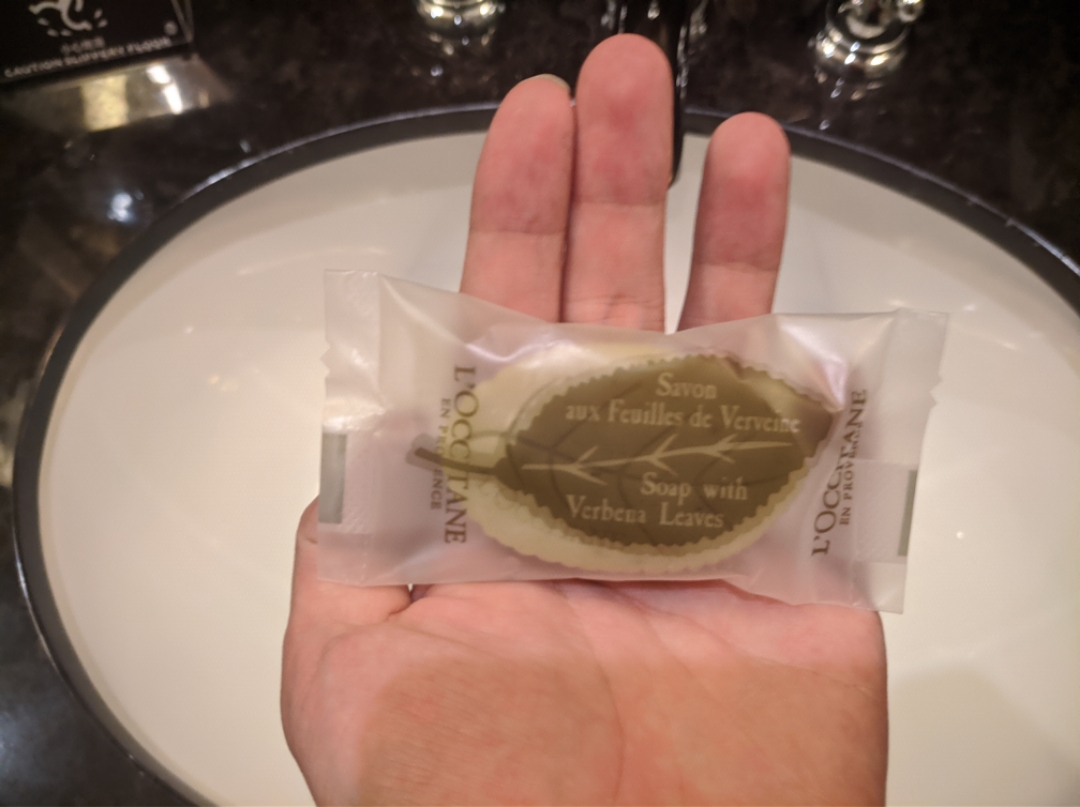 CAUTION SLIPPERY FLOOR
L'OCCITANE
EN PROVENCE
Savon
aux Feuilles de Verveine
Soap with
Verbena Leaves
L'OCCITANE
EN PROVENCE